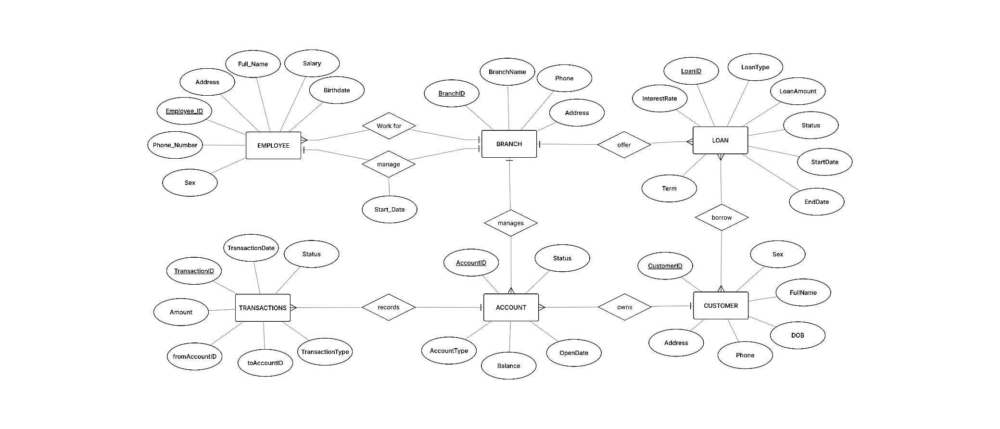 Full_Name
Salary
Address
Birthdate
Employee_ID
Phone_Number
EMPLOYEE
Sex
Work for
manage
Start_Date
BranchName
Phone
BranchID
Address
BRANCH
offer
LoanID
LoanType
InterestRate
LoanAmount
Status
LOAN
StartDate
Term
EndDate
manages
borrow
TransactionDate
Status
TransactionID
TRANSACTIONS
Amount
fromAccountID
toAccountID
TransactionType
records
AccountID
Status
ACCOUNT
AccountType
Balance
OpenDate
owns
CustomerID
Sex
FullName
CUSTOMER
DOB
Address
Phone